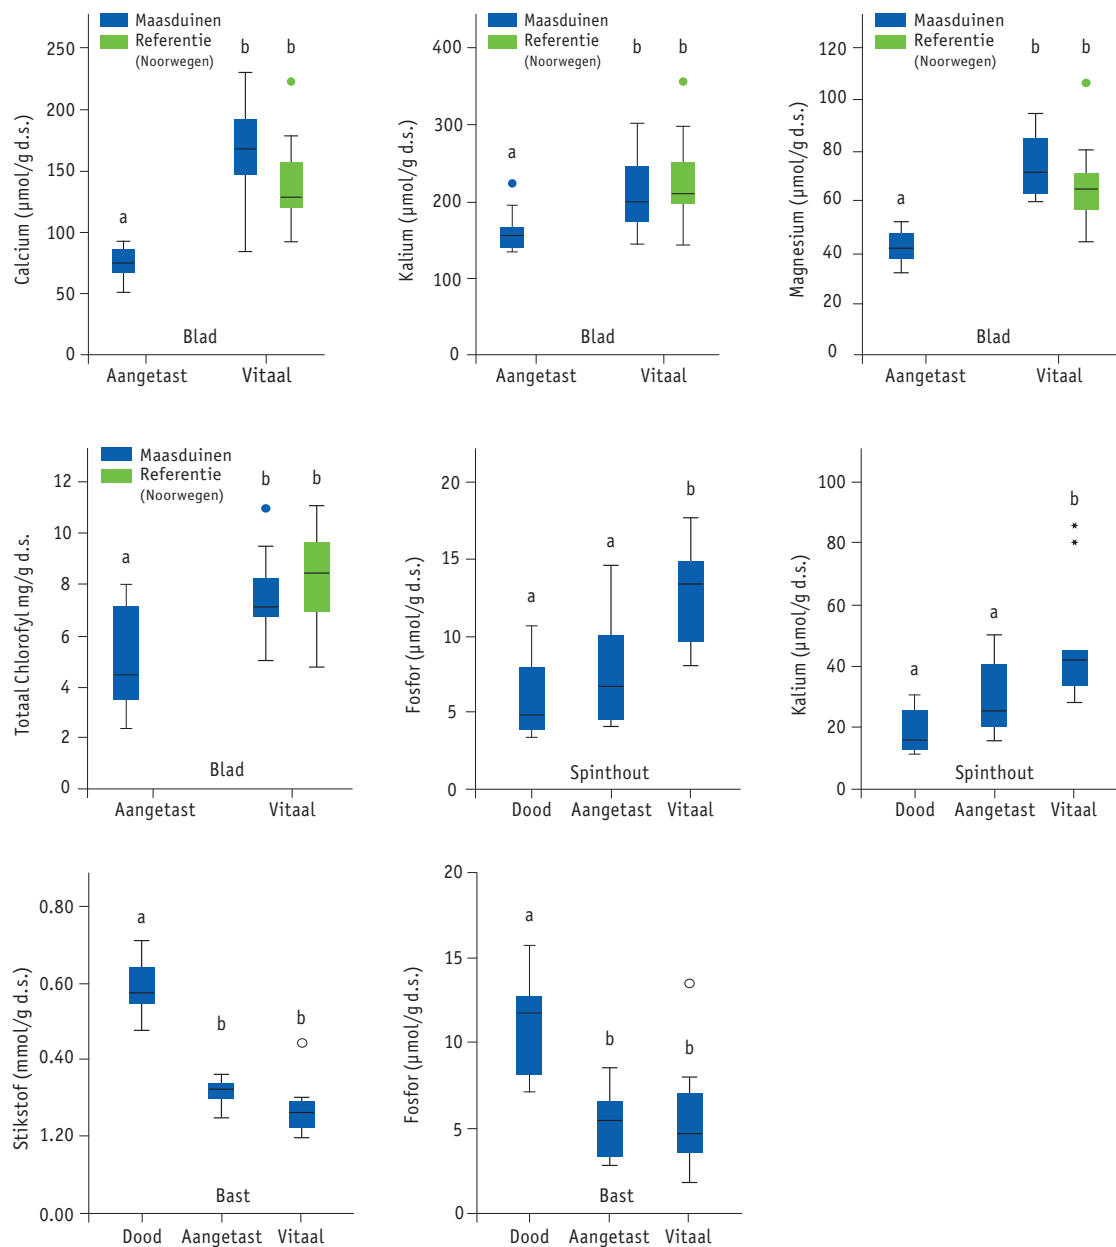 Maasduinen
Referentie
(Noorwegen)
250
200
150
100
50
0
Calcium (µmol/g d.s.)
a
b
b
Blad
Aangetast
Vitaal
Maasduinen
Referentie
(Noorwegen)
400
300
200
100
0
Kalium (µmol/g d.s.)
a
b
b
Blad
Aangetast
Vitaal
Maasduinen
Referentie
(Noorwegen)
120
100
80
60
40
20
0
Magnesium (µmol/g d.s.)
a
b
b
Blad
Aangetast
Vitaal
Maasduinen
Referentie
(Noorwegen)
12
10
8
6
4
2
0
Totaal Chlorofyl mg/g d.s.
a
b
b
Blad
Aangetast
Vitaal
20
15
10
5
0
Fosfor (µmol/g d.s.)
a
a
b
Spinthout
Dood
Aangetast
Vitaal
100
80
60
40
20
0
Kalium (µmol/g d.s.)
a
a
b
*
*
Spinthout
Dood
Aangetast
Vitaal
0.80
0.60
0.40
1.20
0.00
Stikstof (mmol/g d.s.)
a
b
b
Bast
Dood
Aangetast
Vitaal
20
15
10
5
0
Fosfor (µmol/g d.s.)
a
b
b
Bast
Dood
Aangetast
Vitaal